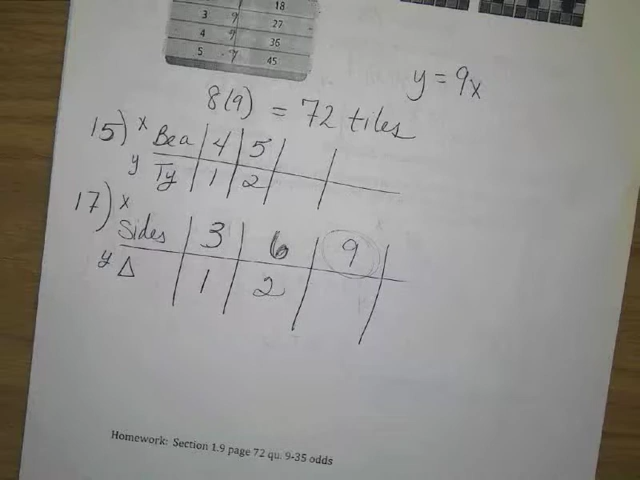 18
3 9 27
4 9 36
5 9 45
y = 9x
8(9) = 72 tiles
15) x Bea 4 5
y Ty 1 2
17) x Sides 3 6 9
y Δ 1 2
Homework: Section 1.9 page 72 qu. 9-35 odds